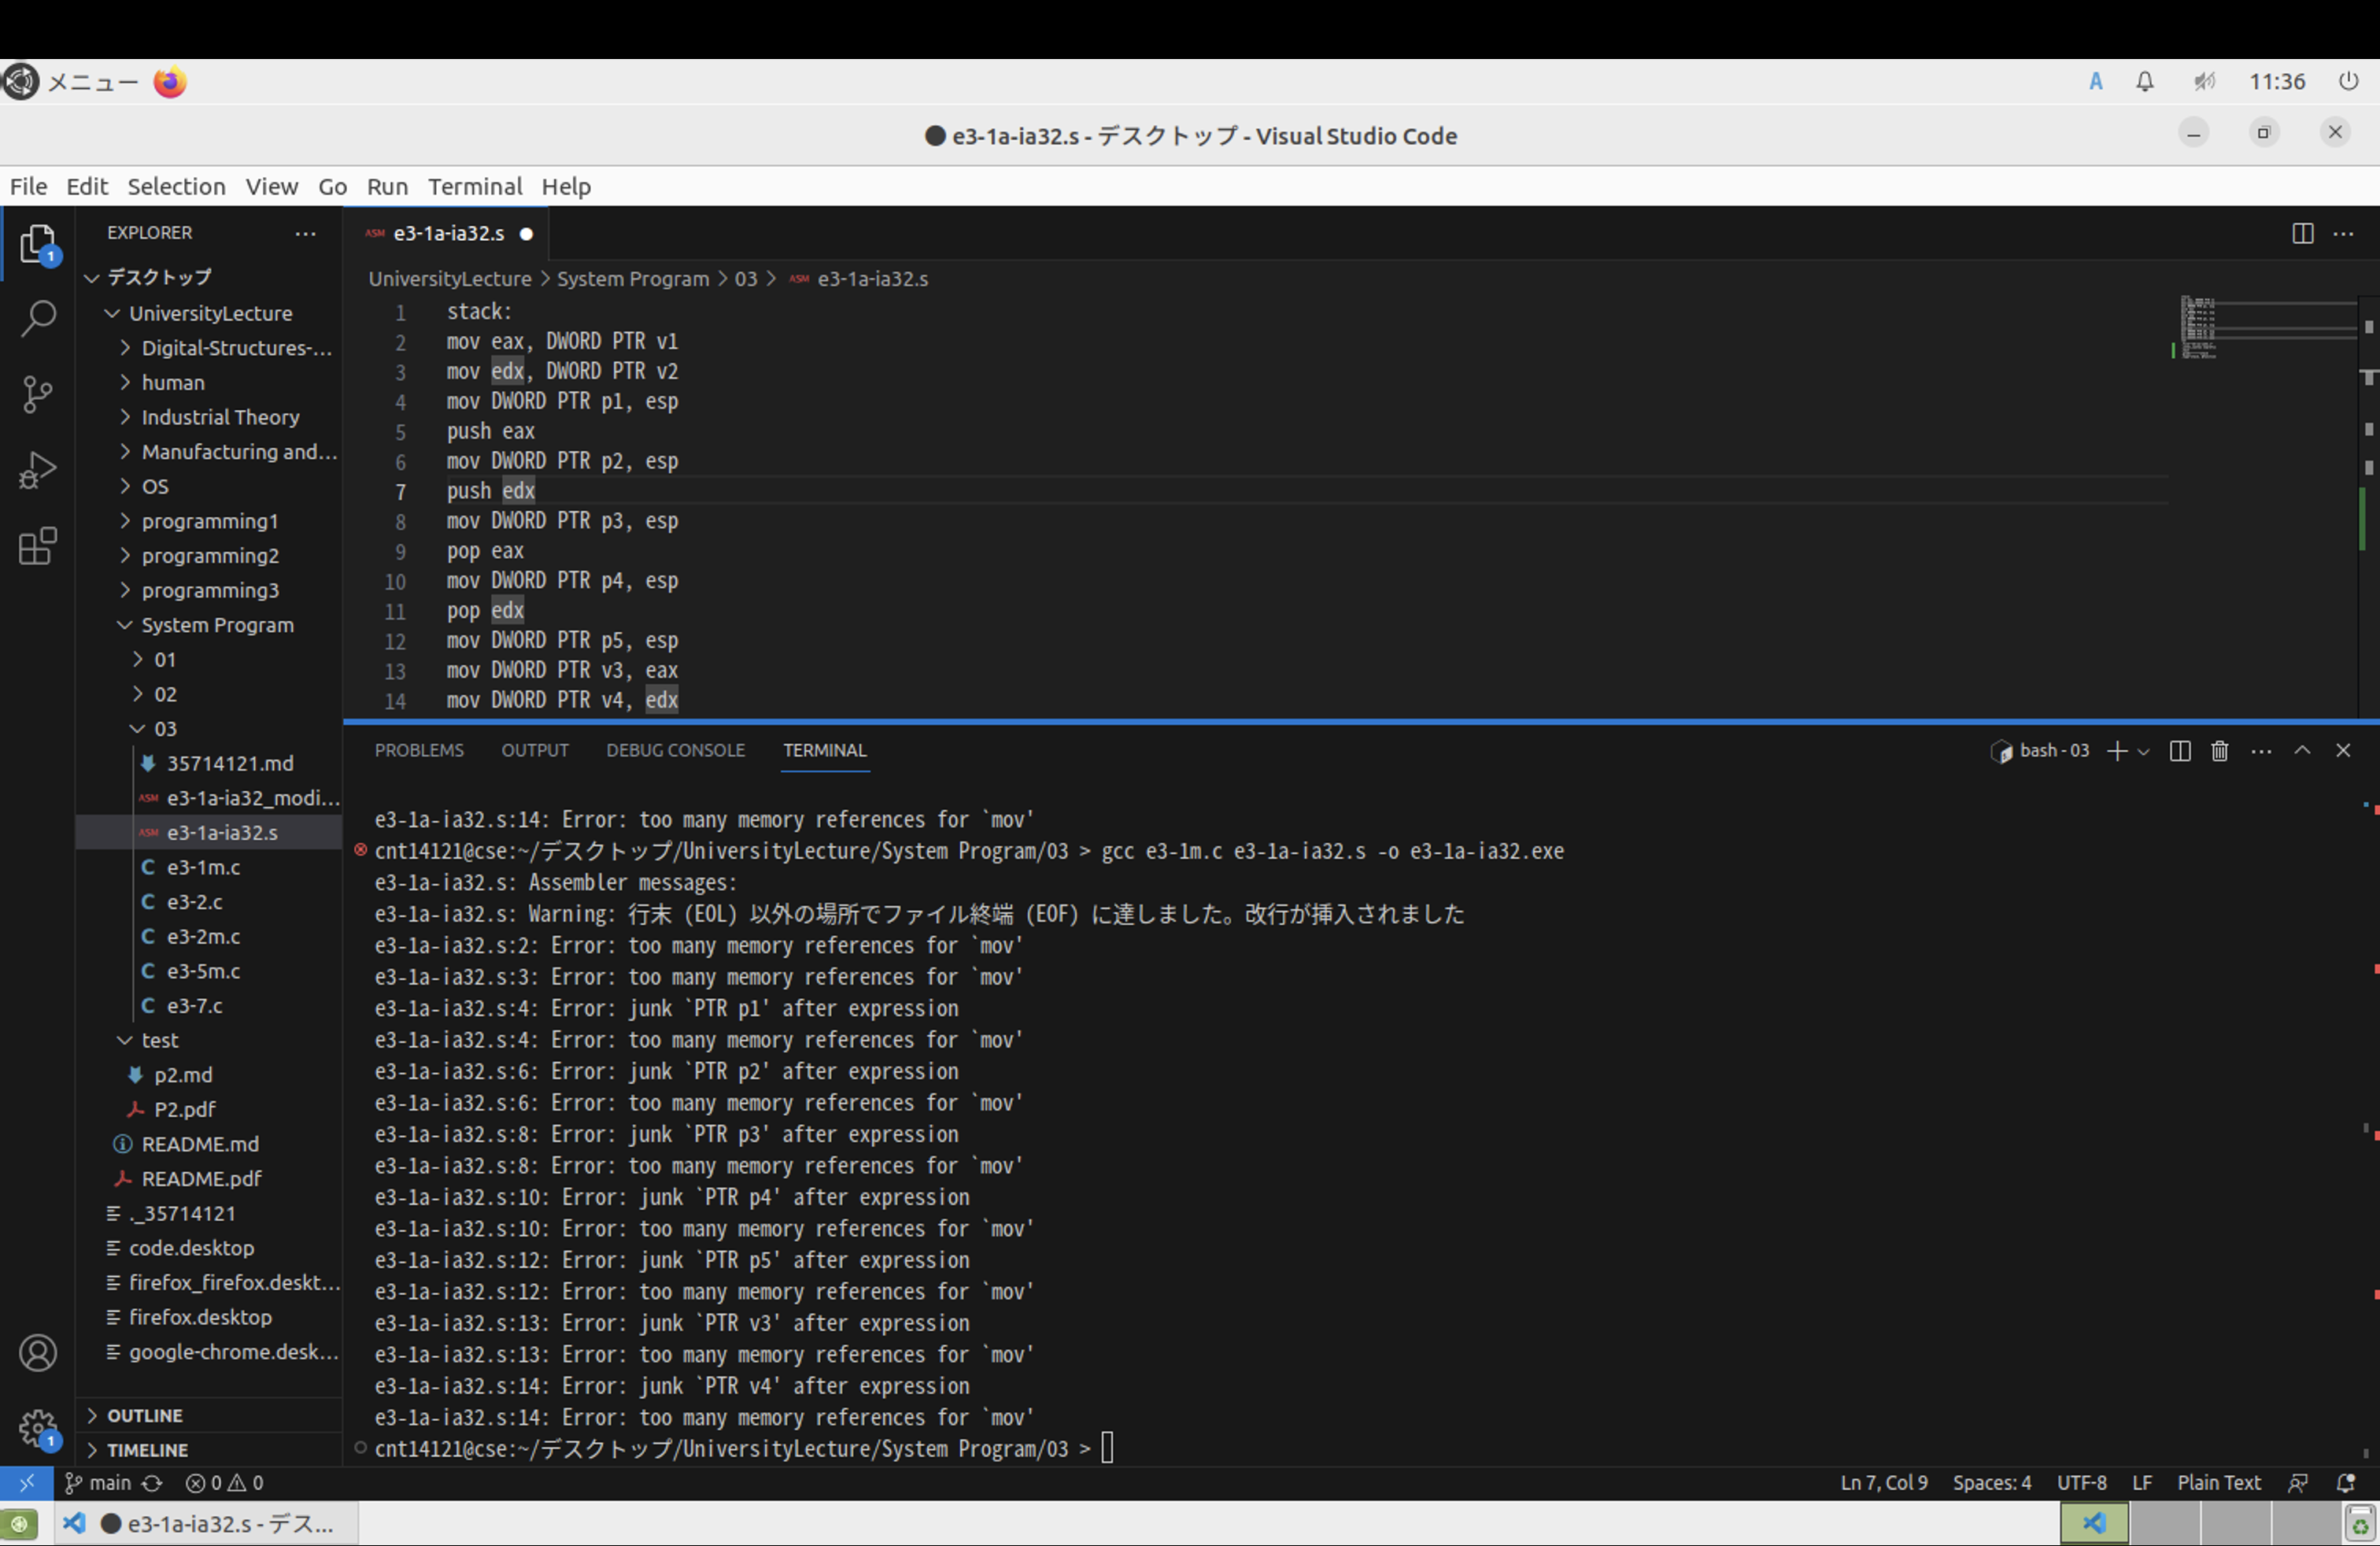 メニュー
A 11:36
● e3-1a-ia32.s - デスクトップ - Visual Studio Code
File Edit Selection View Go Run Terminal Help
EXPLORER
デスクトップ
UniversityLecture
Digital-Structures-...
human
Industrial Theory
Manufacturing and...
OS
programming1
programming2
programming3
System Program
01
02
03
35714121.md
ASM e3-1a-ia32_modi...
ASM e3-1a-ia32.s
C e3-1m.c
C e3-2.c
C e3-2m.c
C e3-5m.c
C e3-7.c
test
p2.md
P2.pdf
README.md
README.pdf
._35714121
code.desktop
firefox_firefox.deskt...
firefox.desktop
google-chrome.desk...
OUTLINE
TIMELINE
1
1
ASM e3-1a-ia32.s ●
UniversityLecture > System Program > 03 > ASM e3-1a-ia32.s
1 stack:
2 mov eax, DWORD PTR v1
3 mov edx, DWORD PTR v2
4 mov DWORD PTR p1, esp
5 push eax
6 mov DWORD PTR p2, esp
7 push edx
8 mov DWORD PTR p3, esp
9 pop eax
10 mov DWORD PTR p4, esp
11 pop edx
12 mov DWORD PTR p5, esp
13 mov DWORD PTR v3, eax
14 mov DWORD PTR v4, edx
PROBLEMS OUTPUT DEBUG CONSOLE TERMINAL
bash - 03
e3-1a-ia32.s:14: Error: too many memory references for `mov'
cnt14121@cse:~/デスクトップ/UniversityLecture/System Program/03 > gcc e3-1m.c e3-1a-ia32.s -o e3-1a-ia32.exe
e3-1a-ia32.s: Assembler messages:
e3-1a-ia32.s: Warning: 行末 (EOL) 以外の場所でファイル終端 (EOF) に達しました。改行が挿入されました
e3-1a-ia32.s:2: Error: too many memory references for `mov'
e3-1a-ia32.s:3: Error: too many memory references for `mov'
e3-1a-ia32.s:4: Error: junk `PTR p1' after expression
e3-1a-ia32.s:4: Error: too many memory references for `mov'
e3-1a-ia32.s:6: Error: junk `PTR p2' after expression
e3-1a-ia32.s:6: Error: too many memory references for `mov'
e3-1a-ia32.s:8: Error: junk `PTR p3' after expression
e3-1a-ia32.s:8: Error: too many memory references for `mov'
e3-1a-ia32.s:10: Error: junk `PTR p4' after expression
e3-1a-ia32.s:10: Error: too many memory references for `mov'
e3-1a-ia32.s:12: Error: junk `PTR p5' after expression
e3-1a-ia32.s:12: Error: too many memory references for `mov'
e3-1a-ia32.s:13: Error: junk `PTR v3' after expression
e3-1a-ia32.s:13: Error: too many memory references for `mov'
e3-1a-ia32.s:14: Error: junk `PTR v4' after expression
e3-1a-ia32.s:14: Error: too many memory references for `mov'
cnt14121@cse:~/デスクトップ/UniversityLecture/System Program/03 >
main 0 0 Ln 7, Col 9 Spaces: 4 UTF-8 LF Plain Text
● e3-1a-ia32.s - デス...